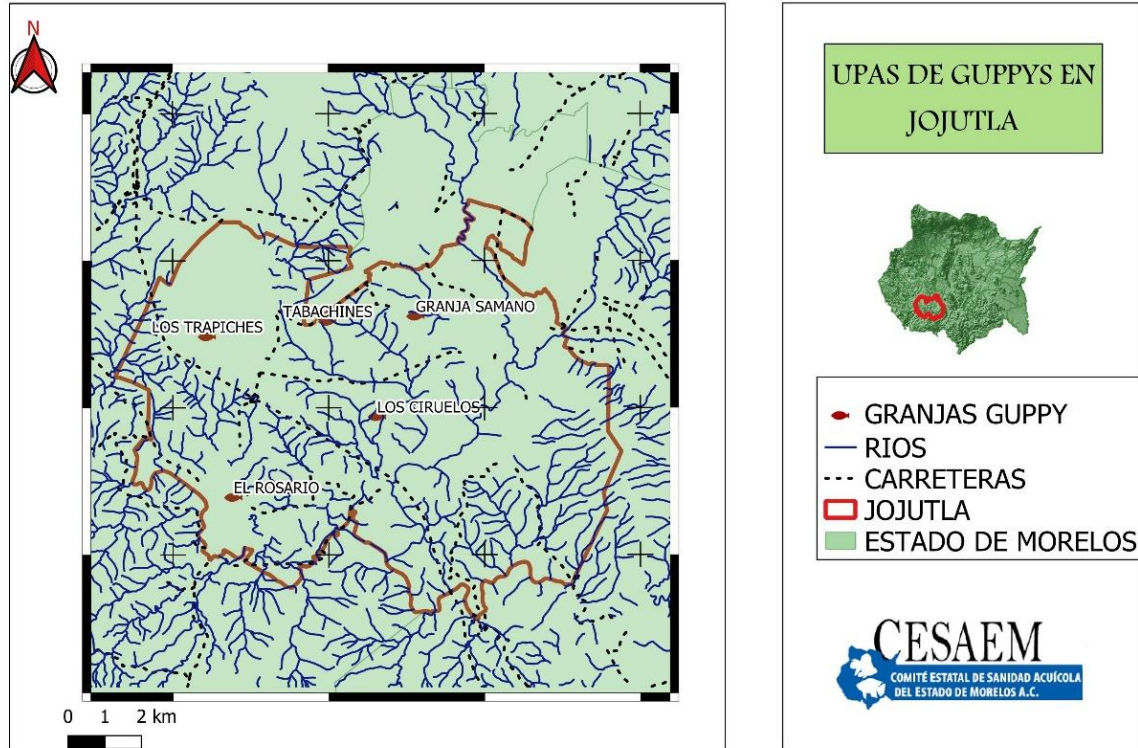 N
TABACHINES
GRANJA SAMANO
LOS TRAPICHES
LOS CIRUELOS
EL ROSARIO
0 1 2 km
UPAS DE GUPPYS EN
JOJUTLA
GRANJAS GUPPY
RIOS
CARRETERAS
JOJUTLA
ESTADO DE MORELOS
CESAEM
COMITÉ ESTATAL DE SANIDAD ACUÍCOLA
DEL ESTADO DE MORELOS A.C.